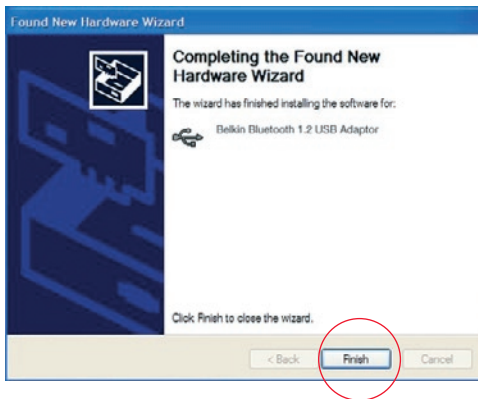 Found New Hardware Wizard
Completing the Found New
Hardware Wizard
The wizard has finished installing the software for:
Belkin Bluetooth 1.2 USB Adaptor
Click Finish to close the wizard.
< Back Finish Cancel